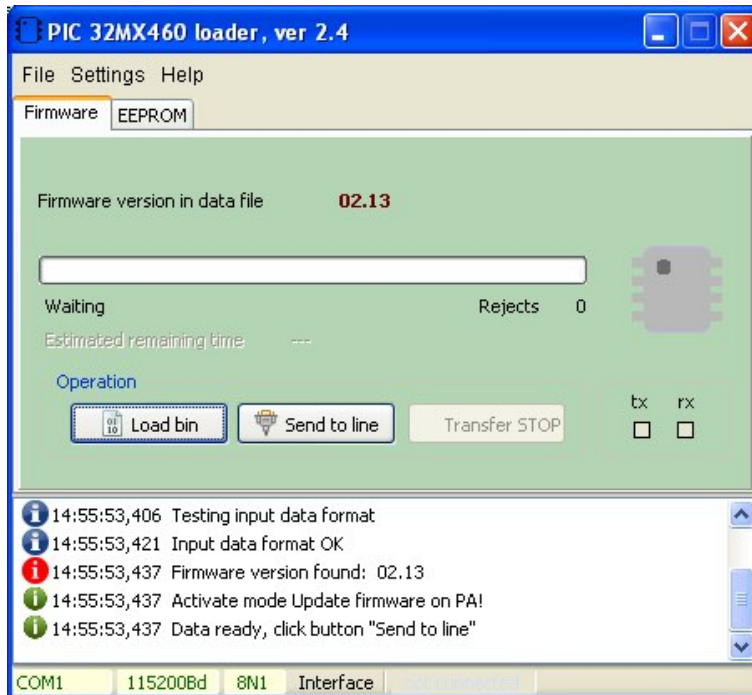 PIC 32MX460 loader, ver 2.4
File Settings Help
Firmware EEPROM
Firmware version in data file 02.13
Waiting Rejects 0
Estimated remaining time ---
Operation
Load bin Send to line Transfer STOP
tx rx
14:55:53,406 Testing input data format
14:55:53,421 Input data format OK
14:55:53,437 Firmware version found: 02.13
14:55:53,437 Activate mode Update firmware on PA!
14:55:53,437 Data ready, click button "Send to line"
COM1 115200Bd 8N1 Interface not connected